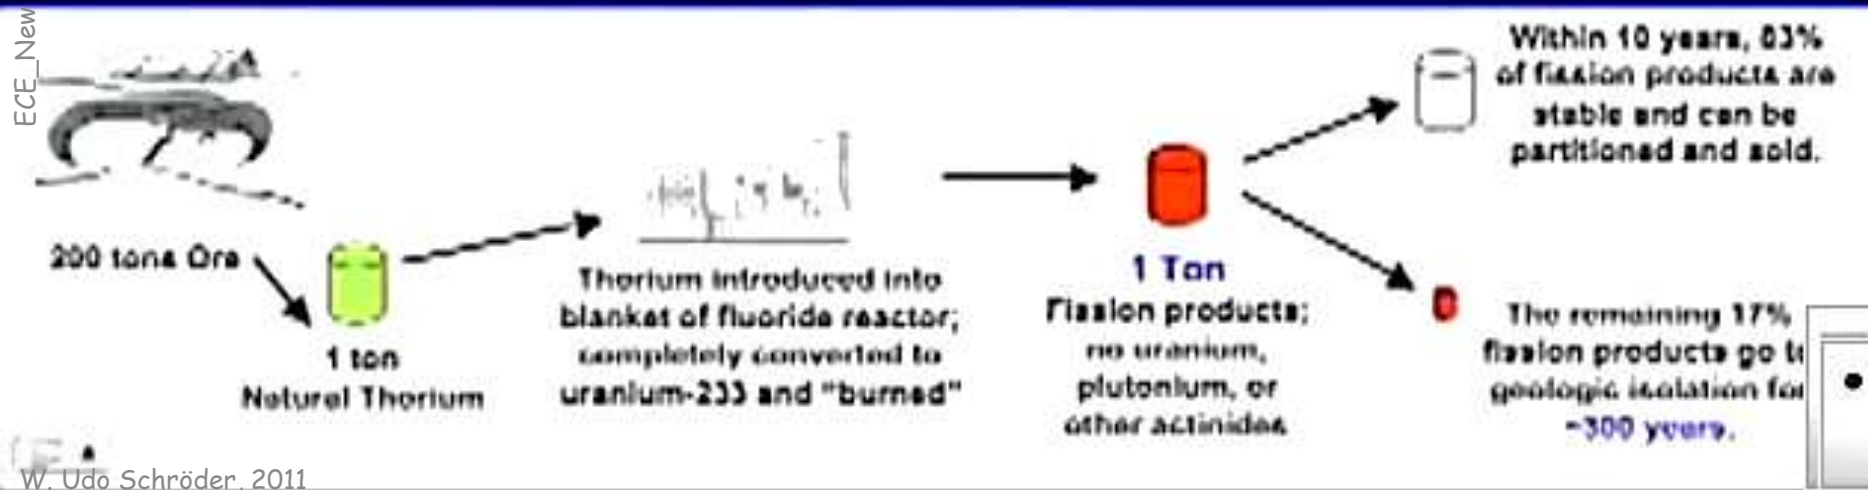 ECE_New
200 tons Ore
1 ton
Natural Thorium
Thorium introduced into
blanket of fluoride reactor;
completely converted to
uranium-233 and "burned"
1 Ton
Fission products;
no uranium,
plutonium, or
other actinides
Within 10 years, 83%
of fission products are
stable and can be
partitioned and sold.
The remaining 17%
fission products go to
geologic isolation for
~300 years.
W. Udo Schröder, 2011